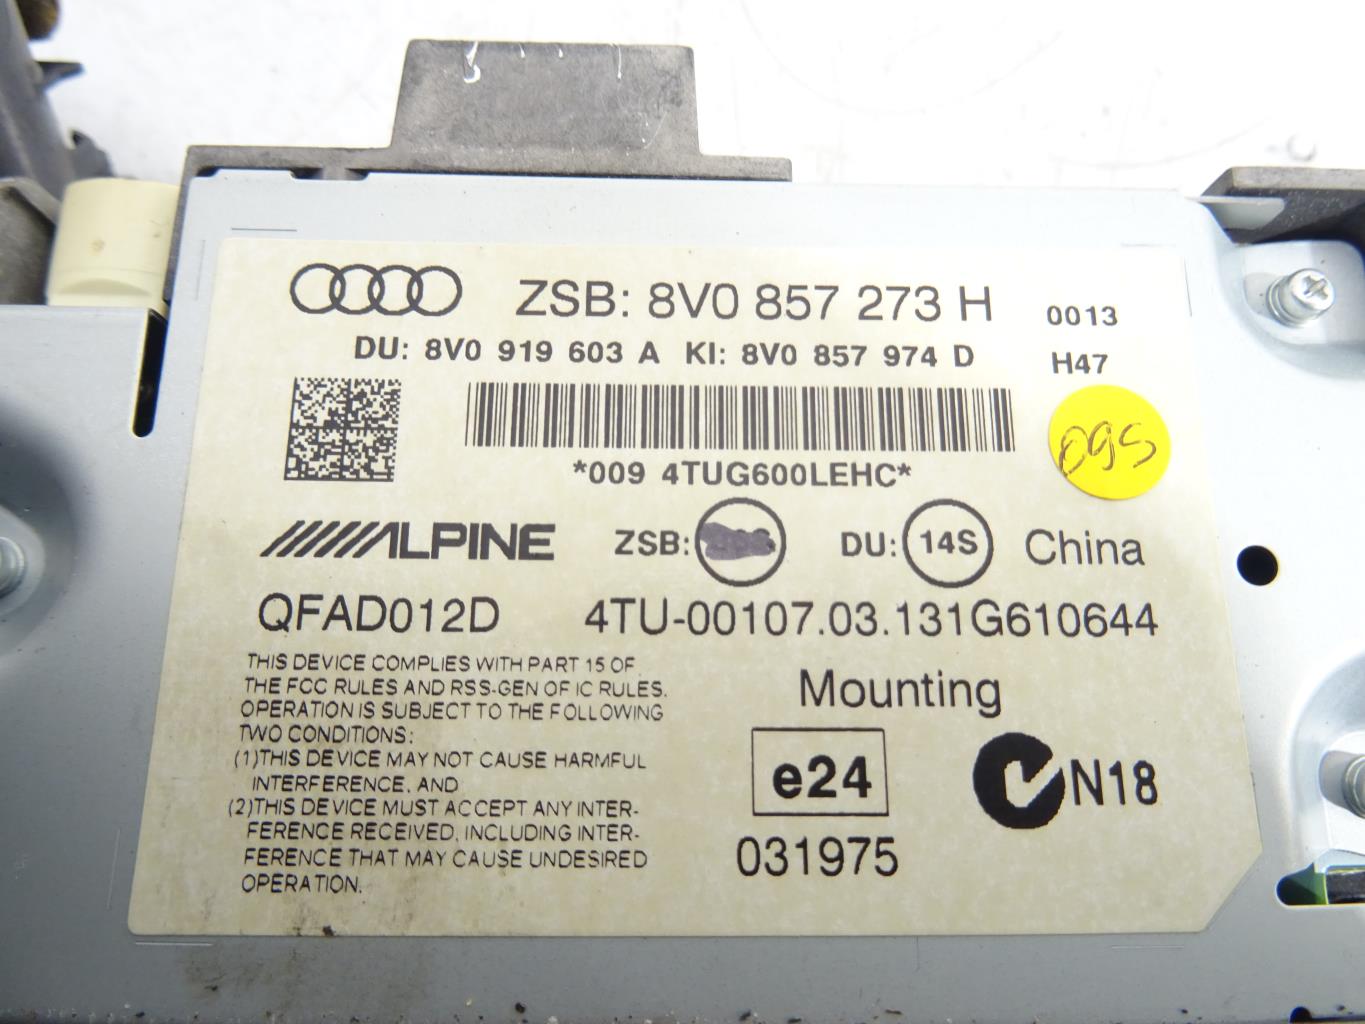 ZSB: 8V0 857 273 H
0013
DU: 8V0 919 603 A KI: 8V0 857 974 D
H47
095
*009 4TUG600LEHC*
ALPINE ZSB: DU: 14S China
QFAD012D 4TU-00107.03.131G610644
THIS DEVICE COMPLIES WITH PART 15 OF
THE FCC RULES AND RSS-GEN OF IC RULES.
OPERATION IS SUBJECT TO THE FOLLOWING
TWO CONDITIONS:
(1)THIS DEVICE MAY NOT CAUSE HARMFUL
INTERFERENCE, AND
(2)THIS DEVICE MUST ACCEPT ANY INTER-
FERENCE RECEIVED, INCLUDING INTER-
FERENCE THAT MAY CAUSE UNDESIRED
OPERATION.
Mounting
e24
N18
031975